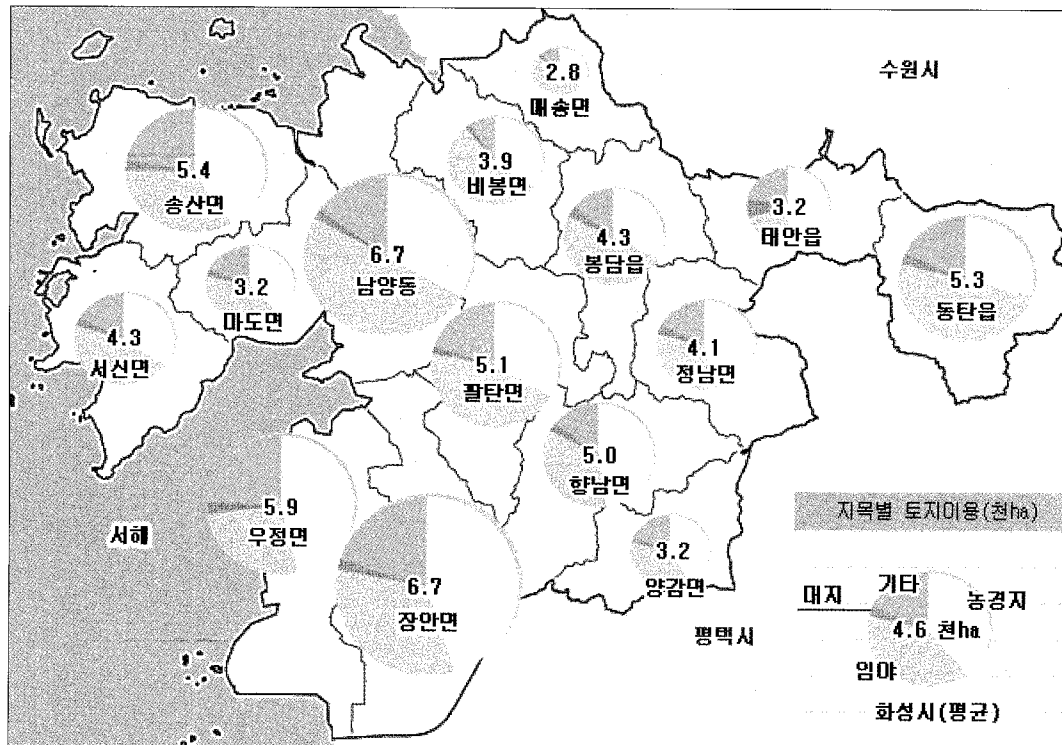 수원시
2.8
매송면
3.9
비봉면
5.4
송산면
3.2
태안읍
4.3
봉담읍
6.7
남양동
5.3
동탄읍
3.2
마도면
4.3
서신면
4.1
정남면
5.1
팔탄면
5.0
향남면
5.9
우정면
서해
3.2
양감면
6.7
장안면
평택시
지목별 토지이용(천ha)
기타
대지
농경지
4.6 천ha
임야
화성시(평균)